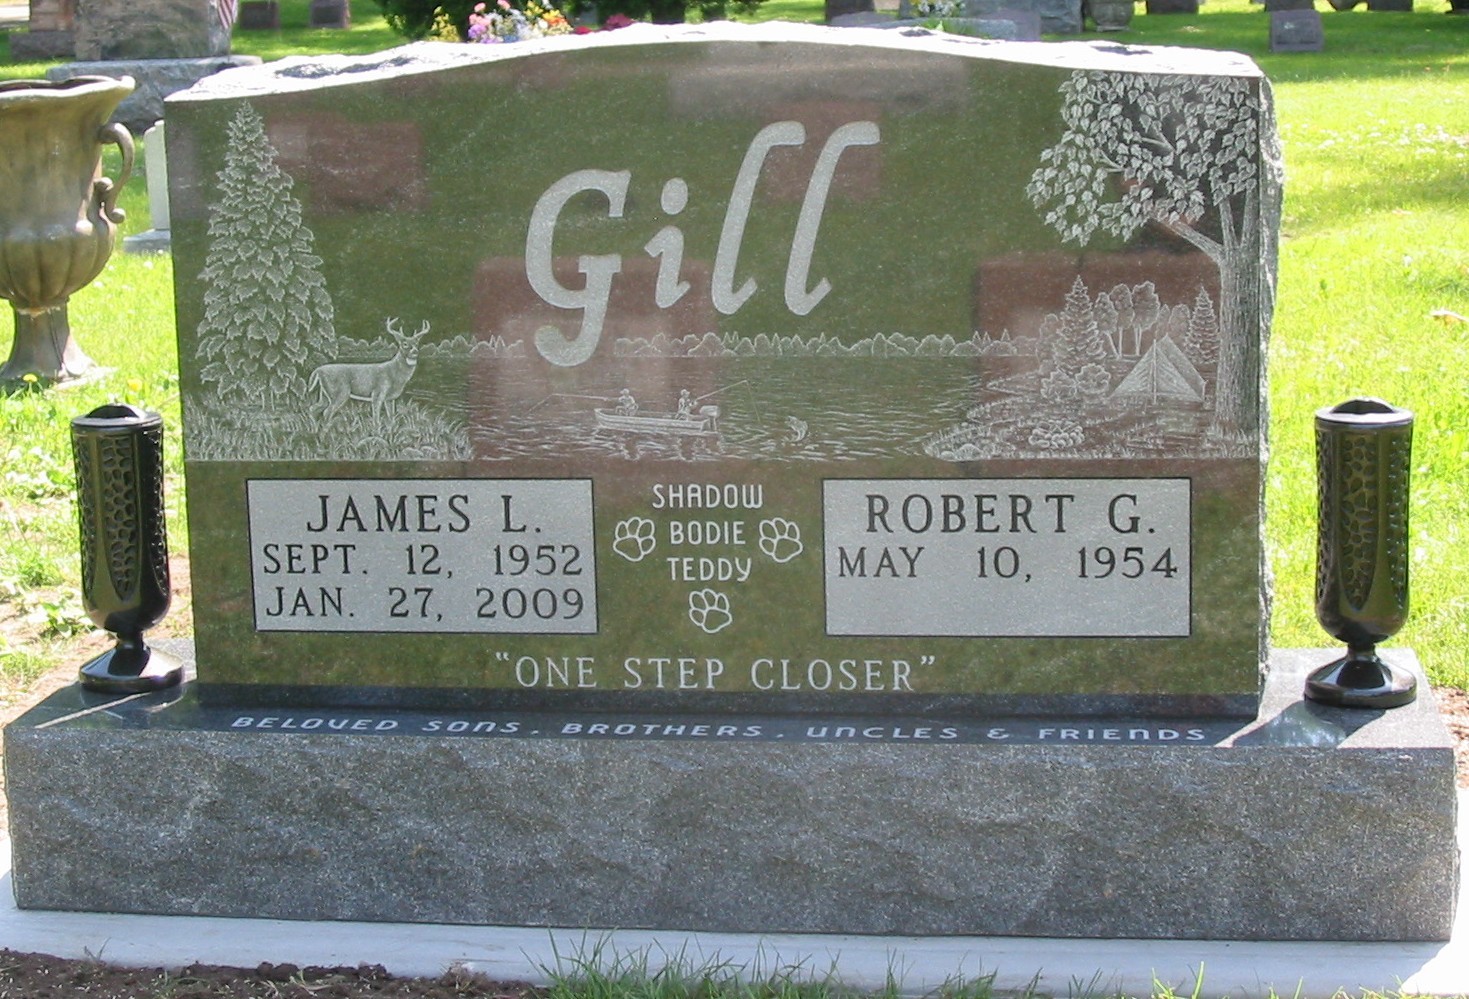 Gill
JAMES L.
SEPT. 12, 1952
JAN. 27, 2009
SHADOW
BODIE
TEDDY
ROBERT G.
MAY 10, 1954
"ONE STEP CLOSER"
BELOVED SONS, BROTHERS, UNCLES & FRIENDS